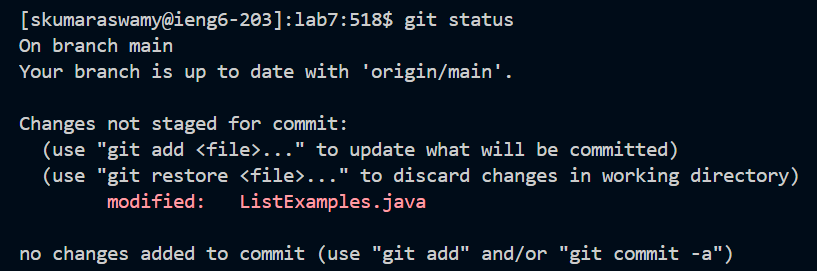 [skumaraswamy@ieng6-203]:lab7:518$ git status
On branch main
Your branch is up to date with 'origin/main'.

Changes not staged for commit:
  (use "git add <file>..." to update what will be committed)
  (use "git restore <file>..." to discard changes in working directory)
        modified:   ListExamples.java

no changes added to commit (use "git add" and/or "git commit -a")